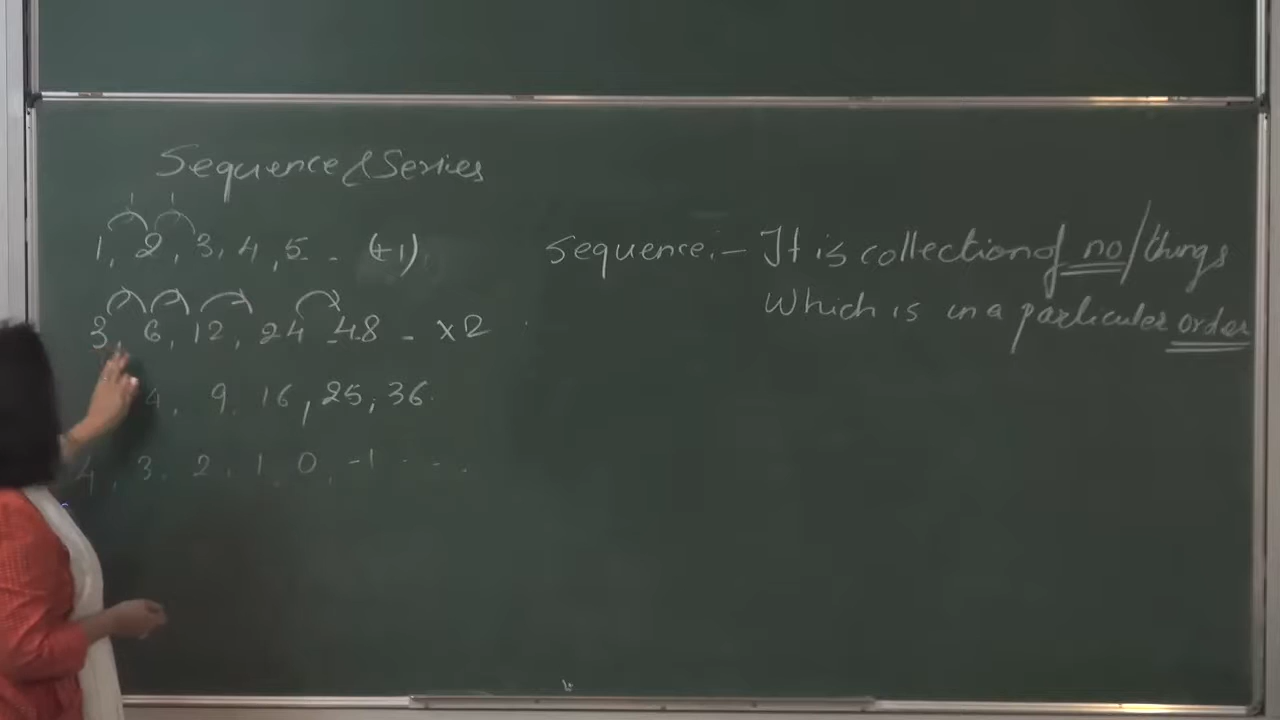 Sequence & Series
1 1
1, 2, 3, 4, 5 - (+1)
3, 6, 12, 24 - 48 - ×2
4, 9, 16, 25, 36.
4, 3, 2, 1, 0, -1 - - - .
Sequence :- It is collection of no/things
Which is in a particular order